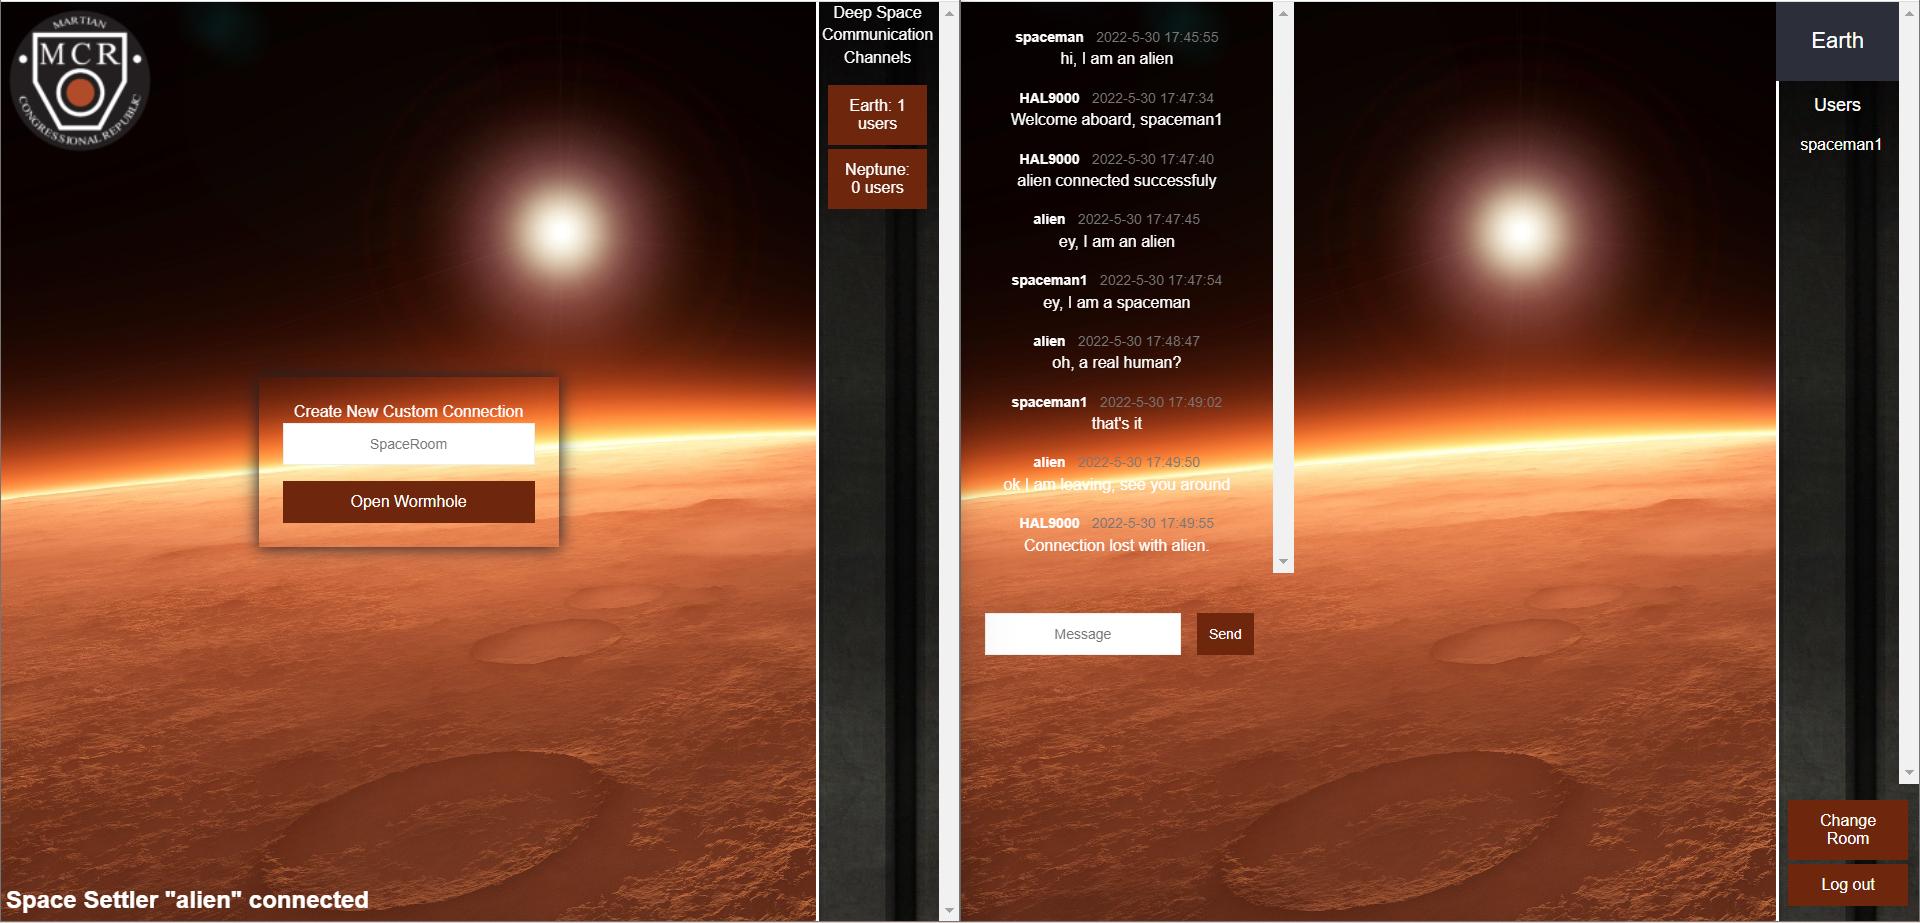 MARTIAN
MCR
CONGRESSIONAL REPUBLIC
Create New Custom Connection
SpaceRoom
Open Wormhole
Space Settler "alien" connected
Deep Space
Communication
Channels
Earth: 1
users
Neptune:
0 users
spaceman 2022-5-30 17:45:55
hi, I am an alien
HAL9000 2022-5-30 17:47:34
Welcome aboard, spaceman1
HAL9000 2022-5-30 17:47:40
alien connected successfuly
alien 2022-5-30 17:47:45
ey, I am an alien
spaceman1 2022-5-30 17:47:54
ey, I am a spaceman
alien 2022-5-30 17:48:47
oh, a real human?
spaceman1 2022-5-30 17:49:02
that's it
alien 2022-5-30 17:49:50
ok I am leaving, see you around
HAL9000 2022-5-30 17:49:55
Connection lost with alien.
Message
Send
Earth
Users
spaceman1
Change
Room
Log out